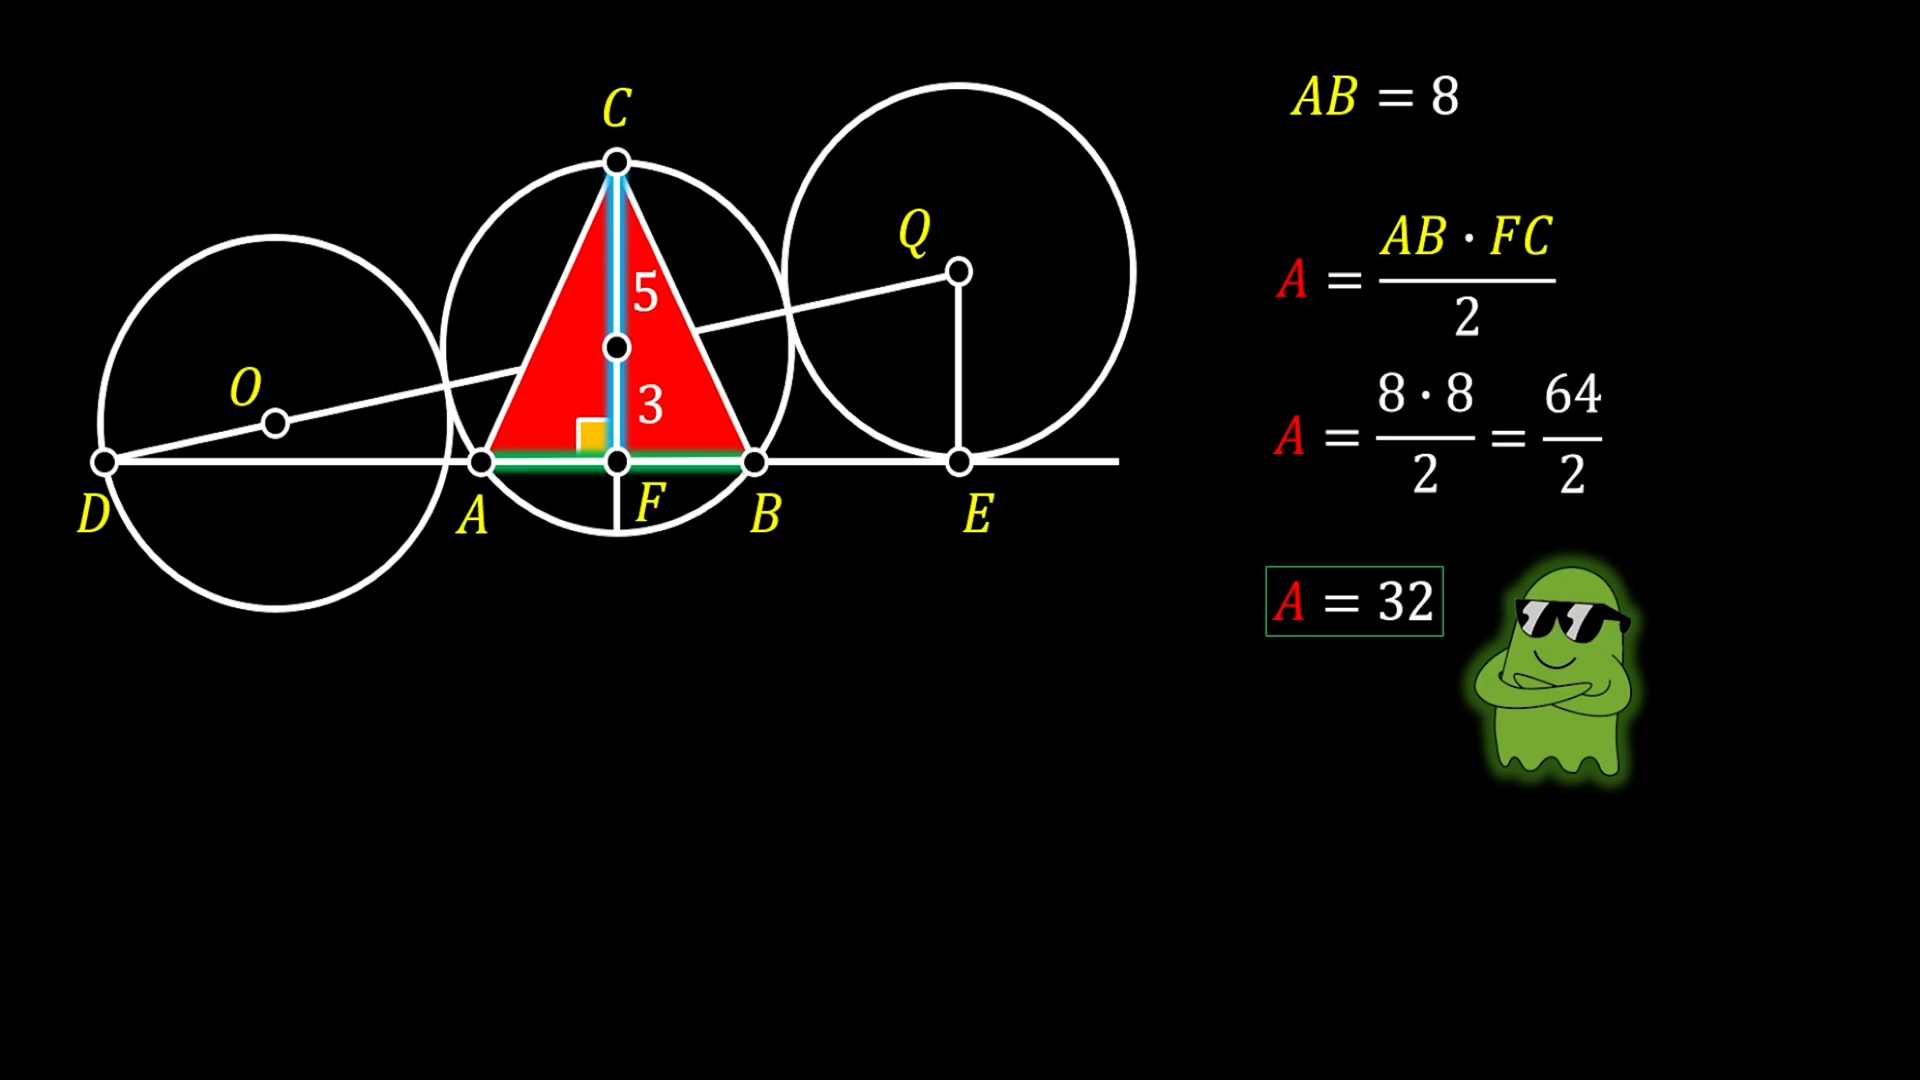 C
Q
5
O
3
D
A
F
B
E
AB = 8
A = AB · FC / 2
A = 8 · 8 / 2 = 64 / 2
A = 32